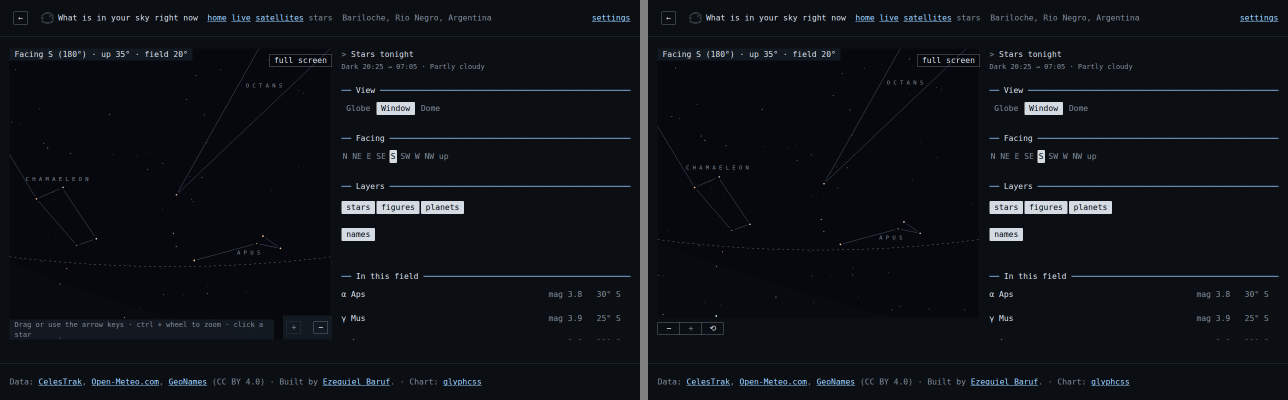 ← What is in your sky right now home live satellites stars Bariloche, Rio Negro, Argentina settings
Facing S (180°) · up 35° · field 20°
full screen
OCTANS
CHAMAELEON
APUS
Drag or use the arrow keys · ctrl + wheel to zoom · click a
star
+ −
> Stars tonight
Dark 20:25 → 07:05 · Partly cloudy
View
Globe Window Dome
Facing
N NE E SE S SW W NW up
Layers
stars figures planets
names
In this field
α Aps mag 3.8 30° S
γ Mus mag 3.9 25° S
Data: CelesTrak, Open-Meteo.com, GeoNames (CC BY 4.0) · Built by Ezequiel Baruf. · Chart: glyphcss
← What is in your sky right now home live satellites stars Bariloche, Rio Negro, Argentina settings
Facing S (180°) · up 35° · field 20°
full screen
OCTANS
CHAMAELEON
APUS
− + ⟲
> Stars tonight
Dark 20:25 → 07:05 · Partly cloudy
View
Globe Window Dome
Facing
N NE E SE S SW W NW up
Layers
stars figures planets
names
In this field
α Aps mag 3.8 30° S
γ Mus mag 3.9 25° S
Data: CelesTrak, Open-Meteo.com, GeoNames (CC BY 4.0) · Built by Ezequiel Baruf. · Chart: glyphcss